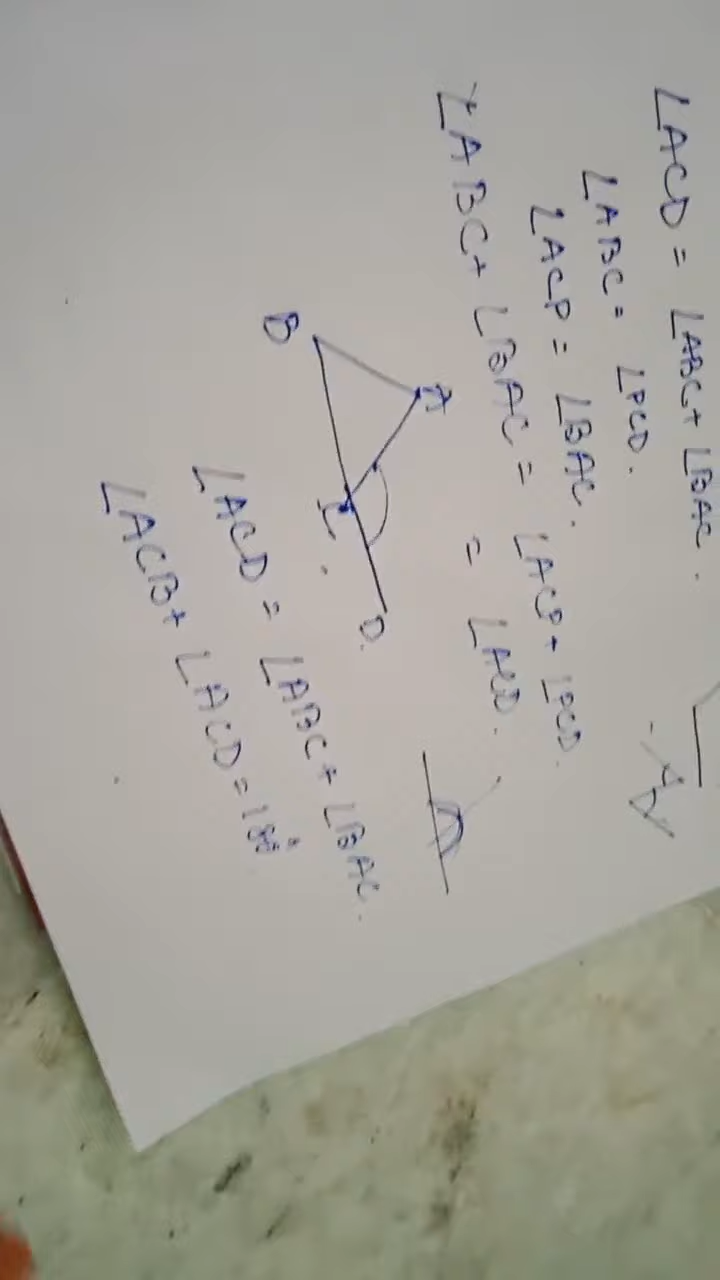 ∠ACD = ∠ABC + ∠BAC.
∠ABC = ∠PCD.
∠ACP = ∠BAC.
∠ABC + ∠BAC = ∠ACP + ∠PCD.
= ∠ACD.
A
B
C
D.
∠ACD = ∠ABC + ∠BAC.
∠ACB + ∠ACD = 180°